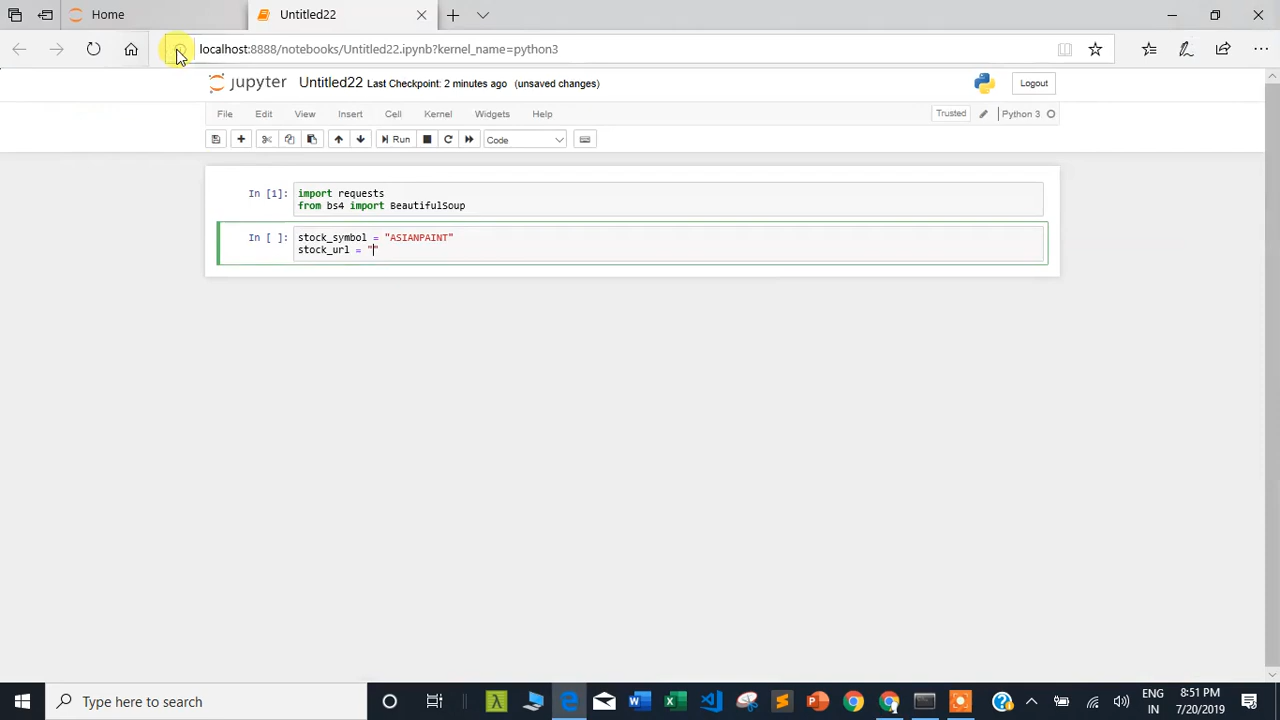 Home
Untitled22
localhost:8888/notebooks/Untitled22.ipynb?kernel_name=python3
jupyter Untitled22 Last Checkpoint: 2 minutes ago (unsaved changes)
Logout
File Edit View Insert Cell Kernel Widgets Help
Trusted
Python 3
Run
Code
In [1]:
import requests
from bs4 import BeautifulSoup
In [ ]:
stock_symbol = "ASIANPAINT"
stock_url = ""
Type here to search
ENG
IN
8:51 PM
7/20/2019